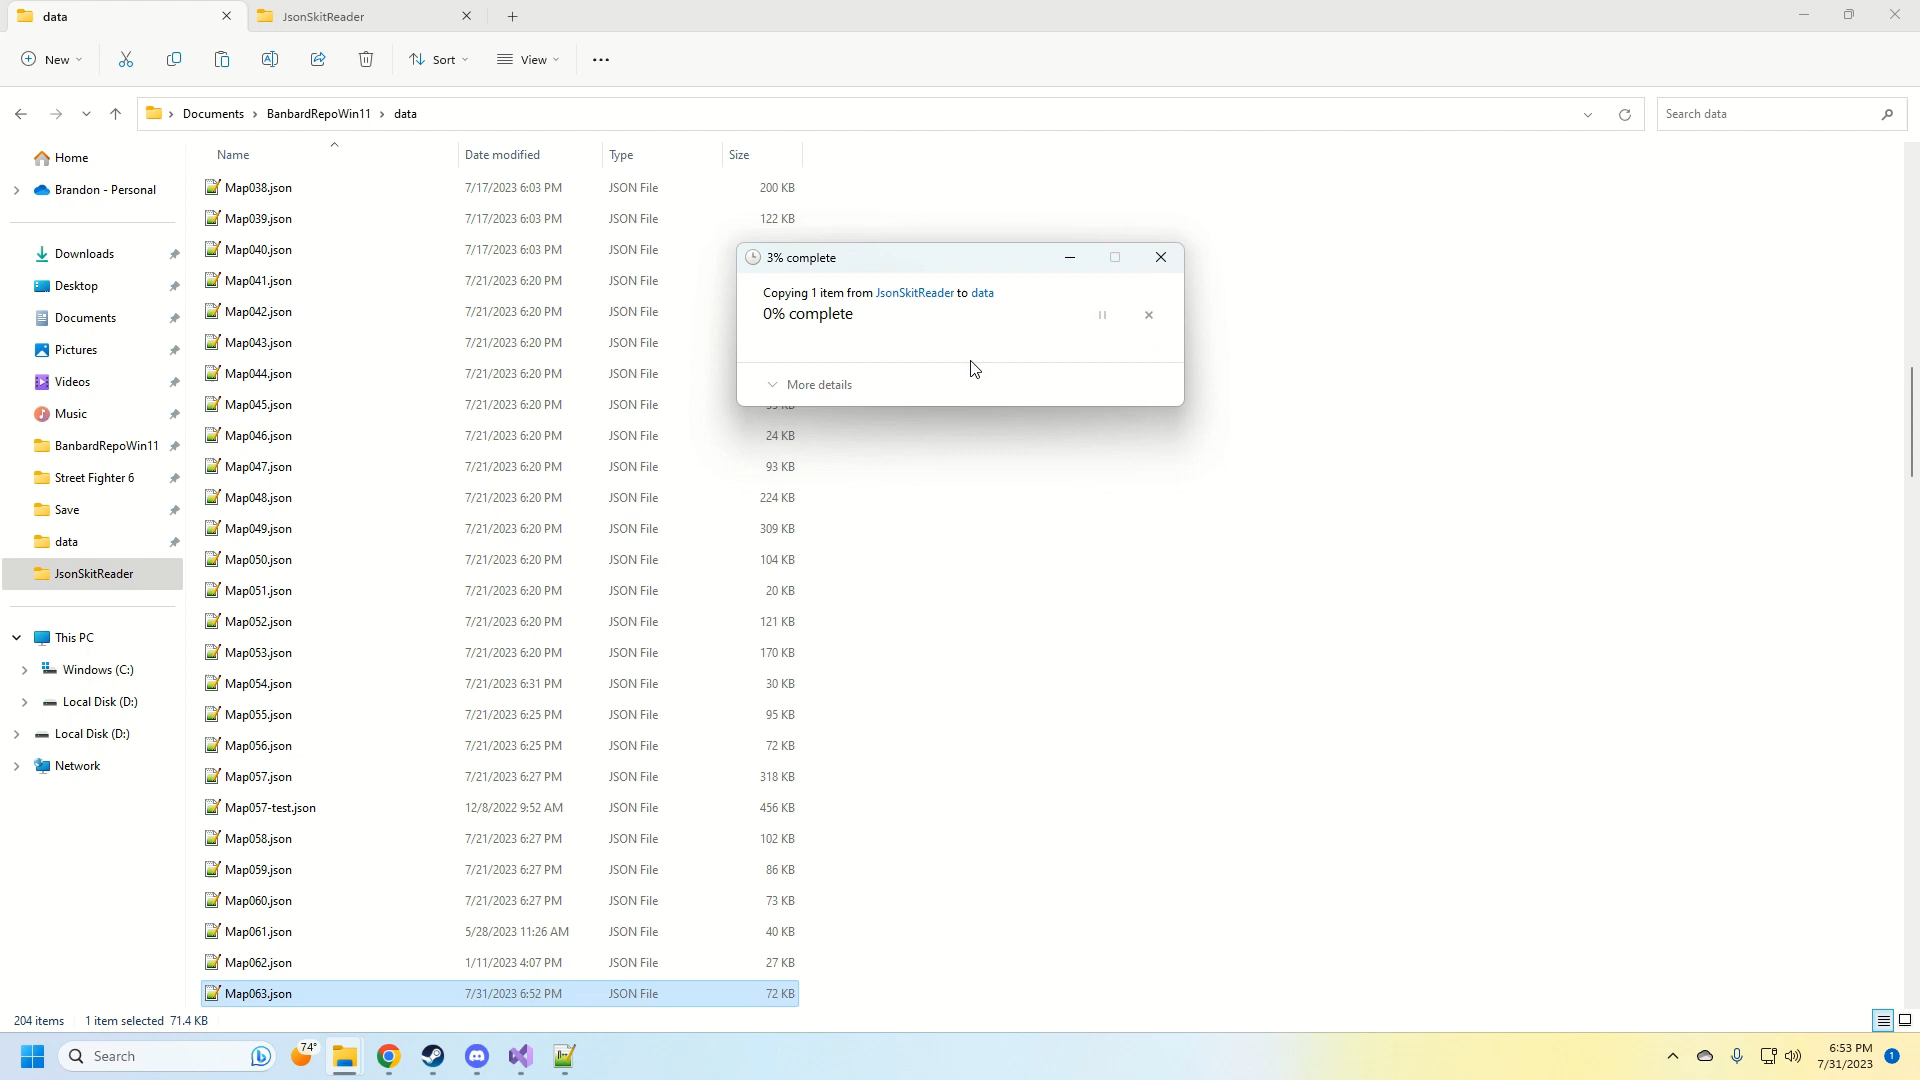 data
JsonSkitReader
New
Sort
View
Documents
BanbardRepoWin11
data
Search data
Home
Brandon - Personal
Downloads
Desktop
Documents
Pictures
Videos
Music
BanbardRepoWin11
Street Fighter 6
Save
data
JsonSkitReader
This PC
Windows (C:)
Local Disk (D:)
Local Disk (D:)
Network
Name Date modified Type Size
Map038.json 7/17/2023 6:03 PM JSON File 200 KB
Map039.json 7/17/2023 6:03 PM JSON File 122 KB
Map040.json 7/17/2023 6:03 PM JSON File
Map041.json 7/21/2023 6:20 PM JSON File
Map042.json 7/21/2023 6:20 PM JSON File
Map043.json 7/21/2023 6:20 PM JSON File
Map044.json 7/21/2023 6:20 PM JSON File
Map045.json 7/21/2023 6:20 PM JSON File
Map046.json 7/21/2023 6:20 PM JSON File 24 KB
Map047.json 7/21/2023 6:20 PM JSON File 93 KB
Map048.json 7/21/2023 6:20 PM JSON File 224 KB
Map049.json 7/21/2023 6:20 PM JSON File 309 KB
Map050.json 7/21/2023 6:20 PM JSON File 104 KB
Map051.json 7/21/2023 6:20 PM JSON File 20 KB
Map052.json 7/21/2023 6:20 PM JSON File 121 KB
Map053.json 7/21/2023 6:20 PM JSON File 170 KB
Map054.json 7/21/2023 6:31 PM JSON File 30 KB
Map055.json 7/21/2023 6:25 PM JSON File 95 KB
Map056.json 7/21/2023 6:25 PM JSON File 72 KB
Map057.json 7/21/2023 6:27 PM JSON File 318 KB
Map057-test.json 12/8/2022 9:52 AM JSON File 456 KB
Map058.json 7/21/2023 6:27 PM JSON File 102 KB
Map059.json 7/21/2023 6:27 PM JSON File 86 KB
Map060.json 7/21/2023 6:27 PM JSON File 73 KB
Map061.json 5/28/2023 11:26 AM JSON File 40 KB
Map062.json 1/11/2023 4:07 PM JSON File 27 KB
Map063.json 7/31/2023 6:52 PM JSON File 72 KB
3% complete
Copying 1 item from JsonSkitReader to data
0% complete
More details
204 items 1 item selected 71.4 KB
Search
74°
6:53 PM
7/31/2023
1